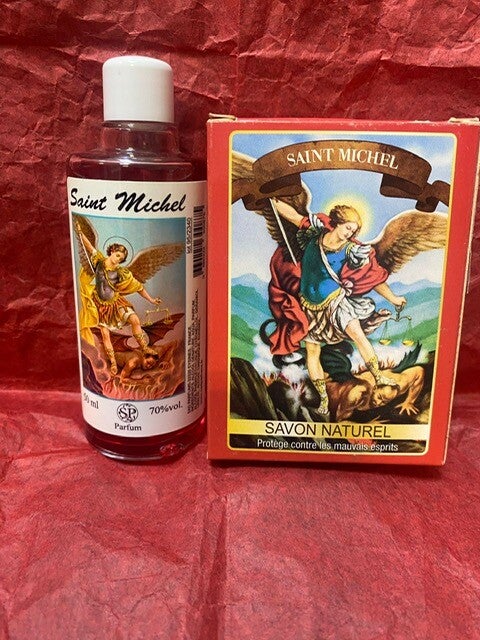 Saint Michel
50 ml
SP
Parfum
70%vol.
SAINT MICHEL
SAVON NATUREL
Protège contre les mauvais esprits